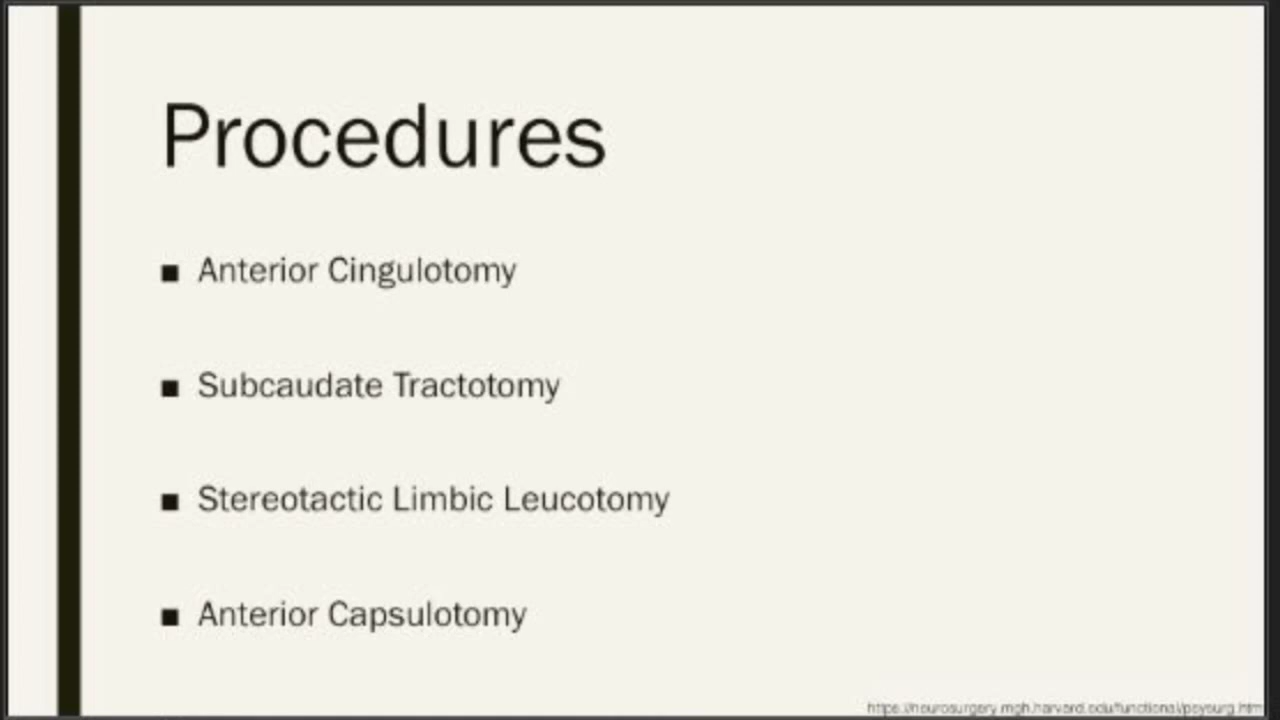 Procedures
■ Anterior Cingulotomy
■ Subcaudate Tractotomy
■ Stereotactic Limbic Leucotomy
■ Anterior Capsulotomy
https://neurosurgery.mgh.harvard.edu/functional/psysurg.htm